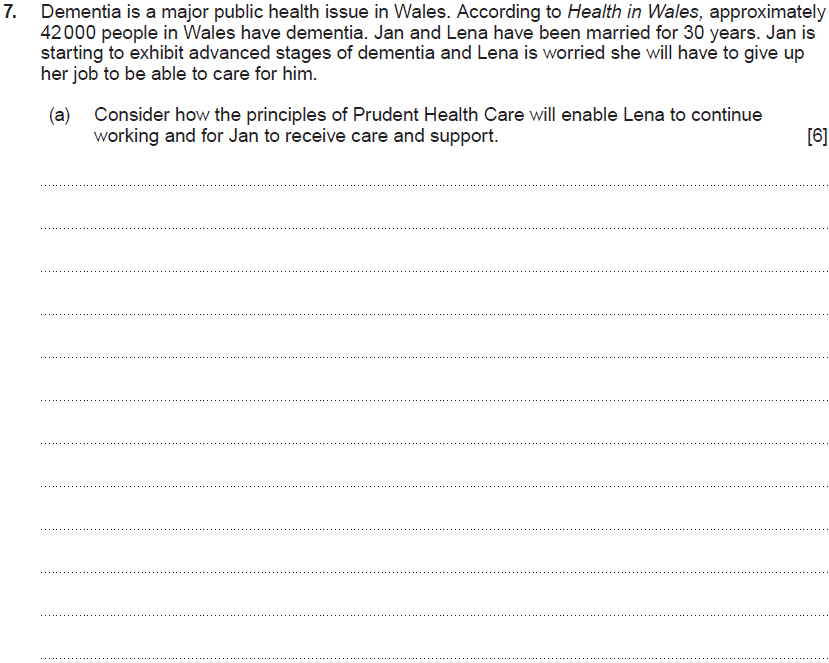 7. Dementia is a major public health issue in Wales. According to Health in Wales, approximately
42 000 people in Wales have dementia. Jan and Lena have been married for 30 years. Jan is
starting to exhibit advanced stages of dementia and Lena is worried she will have to give up
her job to be able to care for him.
(a) Consider how the principles of Prudent Health Care will enable Lena to continue
working and for Jan to receive care and support. [6]